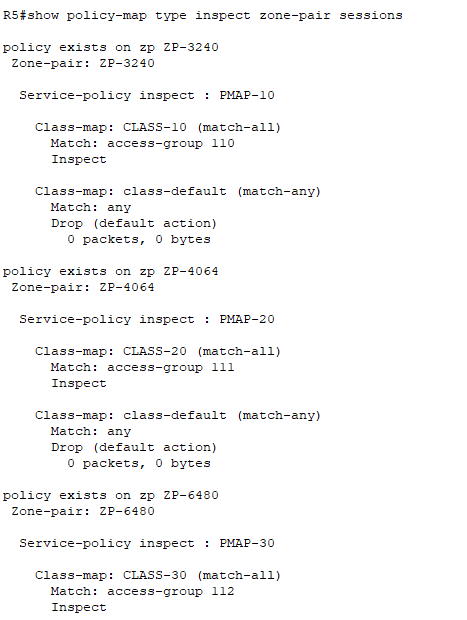 R5#show policy-map type inspect zone-pair sessions
policy exists on zp ZP-3240
Zone-pair: ZP-3240
Service-policy inspect : PMAP-10
Class-map: CLASS-10 (match-all)
Match: access-group 110
Inspect
Class-map: class-default (match-any)
Match: any
Drop (default action)
0 packets, 0 bytes
policy exists on zp ZP-4064
Zone-pair: ZP-4064
Service-policy inspect : PMAP-20
Class-map: CLASS-20 (match-all)
Match: access-group 111
Inspect
Class-map: class-default (match-any)
Match: any
Drop (default action)
0 packets, 0 bytes
policy exists on zp ZP-6480
Zone-pair: ZP-6480
Service-policy inspect : PMAP-30
Class-map: CLASS-30 (match-all)
Match: access-group 112
Inspect